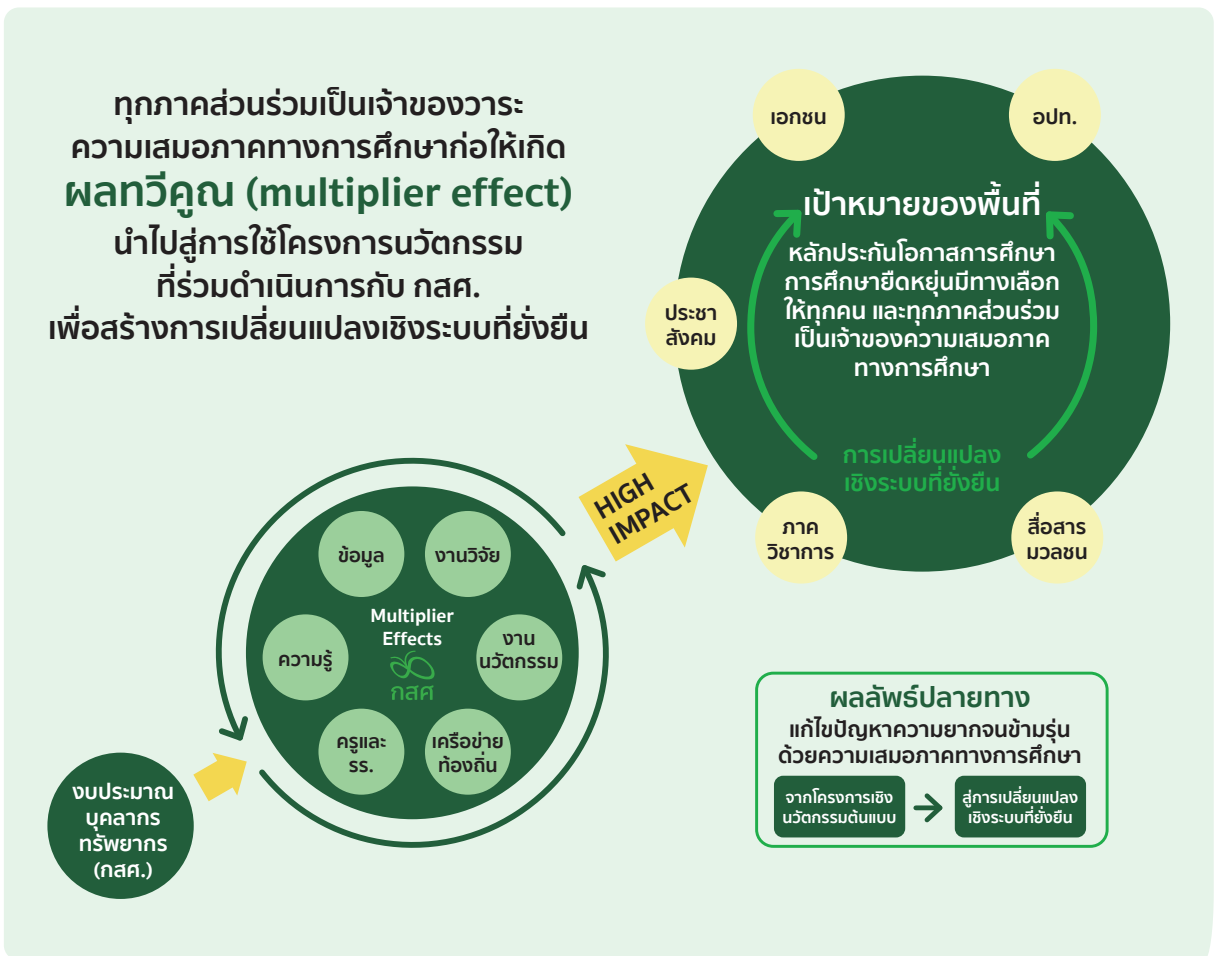 ทุกภาคส่วนร่วมเป็นเจ้าของวาระ
ความเสมอภาคทางการศึกษาก่อให้เกิด
ผลทวีคูณ (multiplier effect)
นำไปสู่การใช้โครงการนวัตกรรม
ที่ร่วมดำเนินการกับ กสศ.
เพื่อสร้างการเปลี่ยนแปลงเชิงระบบที่ยั่งยืน
เอกชน
อปท.
เป้าหมายของพื้นที่
หลักประกันโอกาสการศึกษา
การศึกษายืดหยุ่นมีทางเลือก
ให้ทุกคน และทุกภาคส่วนร่วม
เป็นเจ้าของความเสมอภาค
ทางการศึกษา
ประชา
สังคม
การเปลี่ยนแปลง
เชิงระบบที่ยั่งยืน
ภาค
วิชาการ
สื่อสาร
มวลชน
HIGH
IMPACT
ข้อมูล
งานวิจัย
Multiplier
Effects
กสศ
ความรู้
งาน
นวัตกรรม
ครูและ
รร.
เครือข่าย
ท้องถิ่น
งบประมาณ
บุคลากร
ทรัพยากร
(กสศ.)
ผลลัพธ์ปลายทาง
แก้ไขปัญหาความยากจนข้ามรุ่น
ด้วยความเสมอภาคทางการศึกษา
จากโครงการเชิง
นวัตกรรมต้นแบบ
สู่การเปลี่ยนแปลง
เชิงระบบที่ยั่งยืน